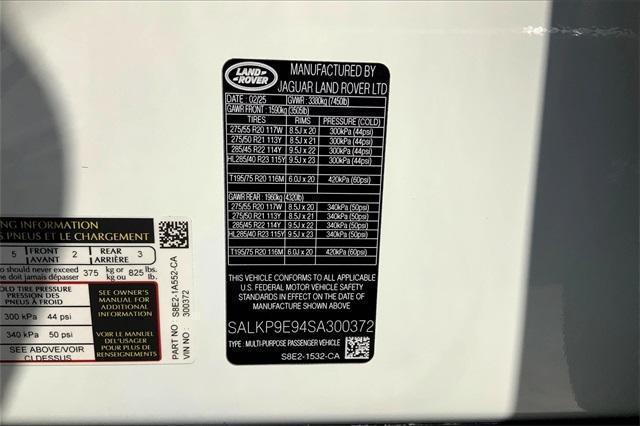 LAND-
ROVER
MANUFACTURED BY
JAGUAR LAND ROVER LTD
DATE : 02/25 GVWR : 3380kg (7450lb)
GAWR FRONT : 1590kg (3505lb)
TIRES RIMS PRESSURE (COLD)
275/55 R20 117W 8.5J x 20 300kPa (44psi)
275/50 R21 113Y 8.5J x 21 300kPa (44psi)
285/45 R22 114Y 9.5J x 22 300kPa (44psi)
HL285/40 R23 115Y 9.5J x 23 300kPa (44psi)
T195/75 R20 116M 6.0J x 20 420kPa (60psi)
GAWR REAR : 1960kg (4320lb)
275/55 R20 117W 8.5J x 20 340kPa (50psi)
275/50 R21 113Y 8.5J x 21 340kPa (50psi)
285/45 R22 114Y 9.5J x 22 340kPa (50psi)
HL285/40 R23 115Y 9.5J x 23 340kPa (50psi)
T195/75 R20 116M 6.0J x 20 420kPa (60psi)
THIS VEHICLE CONFORMS TO ALL APPLICABLE
U.S. FEDERAL MOTOR VEHICLE SAFETY
STANDARDS IN EFFECT ON THE DATE OF
MANUFACTURE SHOWN ABOVE
SALKP9E94SA300372
TYPE : MULTI-PURPOSE PASSENGER VEHICLE
S8E2-1532-CA
ING INFORMATION
S PNEUS ET LE CHARGEMENT
5 FRONT 2 REAR 3
AVANT ARRIÈRE
should never exceed 375 kg or 825 lbs.
ne doit jamais dépasser kg ou lb.
OLD TIRE PRESSURE
PRESSION DES
PNEUS À FROID
300 kPa 44 psi
340 kPa 50 psi
SEE ABOVE/VOIR
CI DESSUS
SEE OWNER'S
MANUAL FOR
ADDITIONAL
INFORMATION
VOIR LE MANUEL
DE L'USAGER
POUR PLUS DE
RENSEIGNEMENTS
PART NO S8E2-1A552-CA
VIN/SER 300372